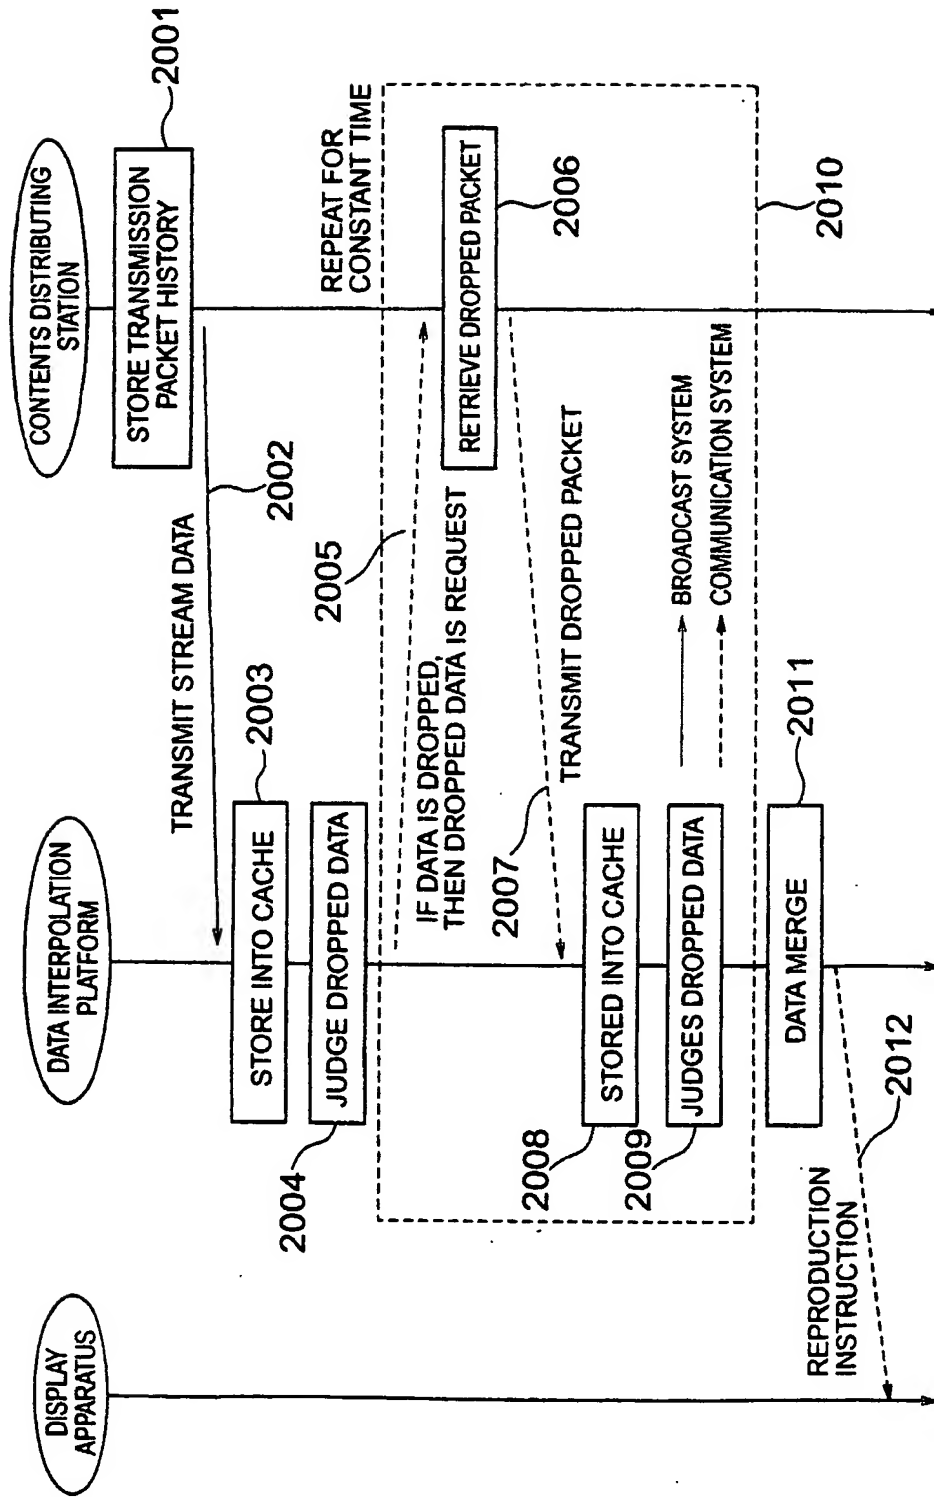 DISPLAY
APPARATUS
DATA INTERPOLATION
PLATFORM
CONTENTS DISTRIBUTING
STATION
STORE TRANSMISSION
PACKET HISTORY
2001
TRANSMIT STREAM DATA
2002
STORE INTO CACHE
2003
JUDGE DROPPED DATA
2004
REPEAT FOR
CONSTANT TIME
2005
IF DATA IS DROPPED,
THEN DROPPED DATA IS REQUEST
RETRIEVE DROPPED PACKET
2006
2007
TRANSMIT DROPPED PACKET
STORED INTO CACHE
2008
JUDGES DROPPED DATA
2009
BROADCAST SYSTEM
COMMUNICATION SYSTEM
2010
DATA MERGE
2011
REPRODUCTION
INSTRUCTION
2012